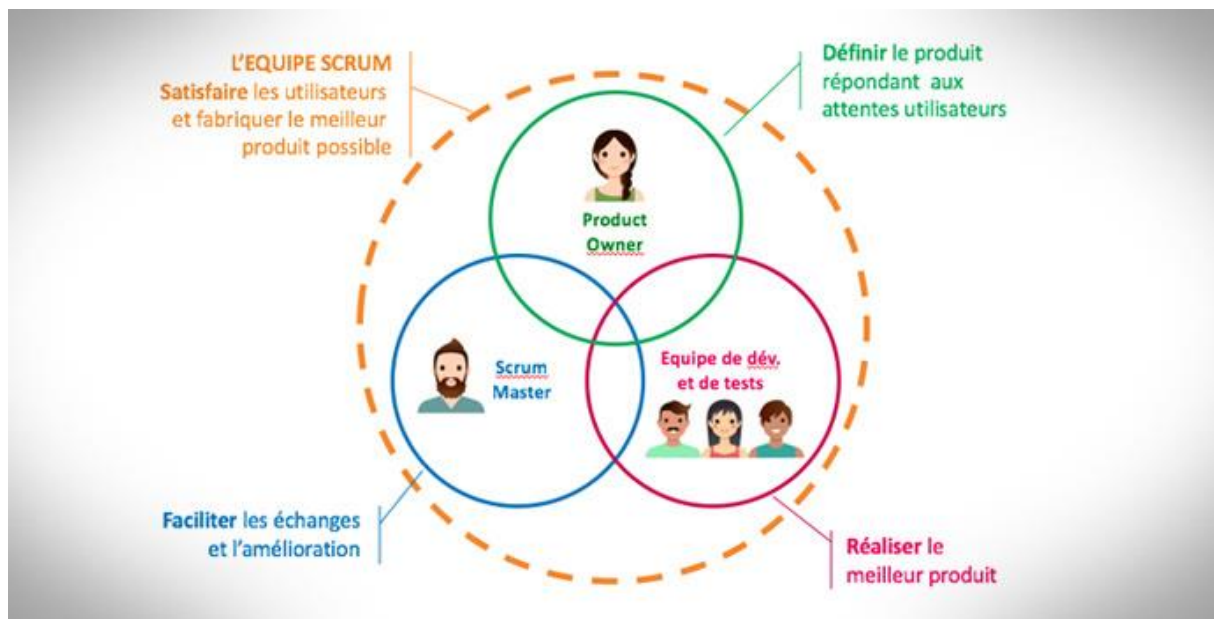 L'EQUIPE SCRUM
Satisfaire les utilisateurs
et fabriquer le meilleur
produit possible
Définir le produit
répondant aux
attentes utilisateurs
Product
Owner
Scrum
Master
Equipe de dév.
et de tests
Faciliter les échanges
et l'amélioration
Réaliser le
meilleur produit